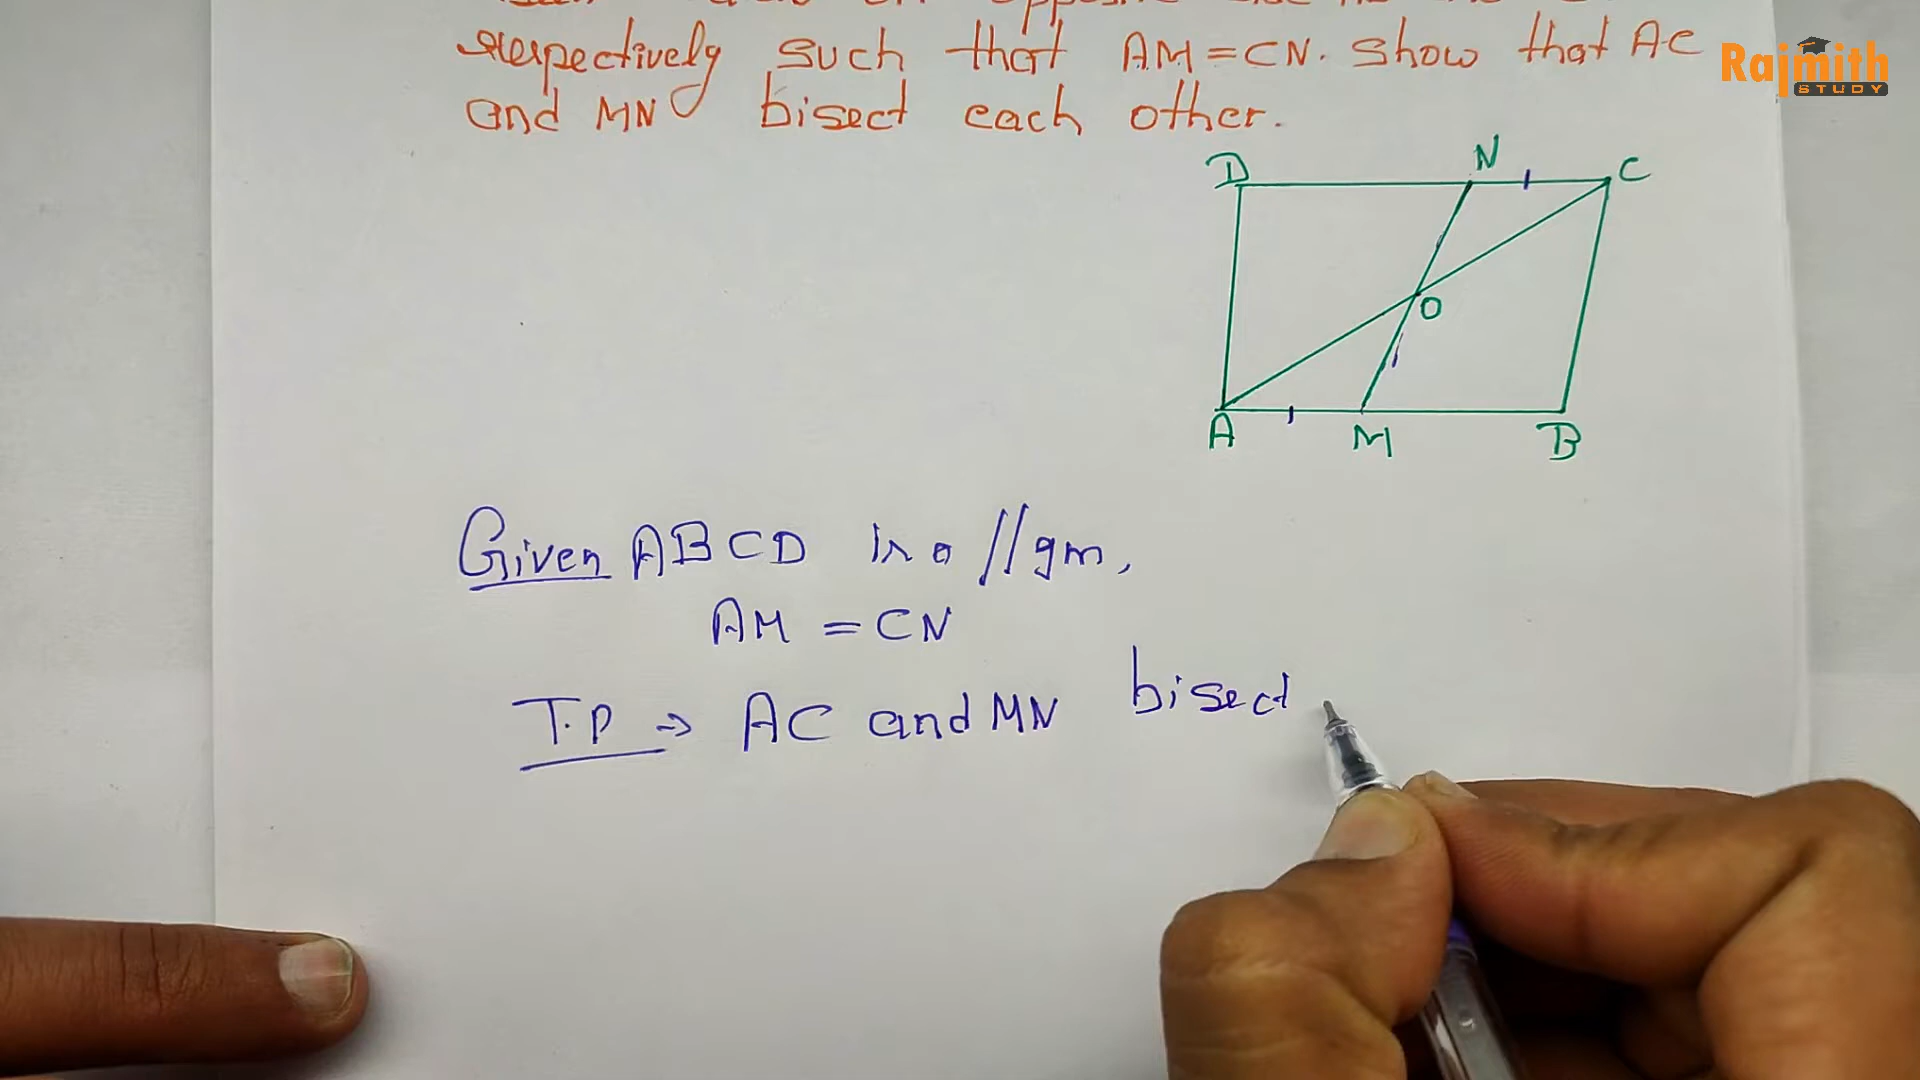 respectively such that AM = CN. Show that AC
and MN bisect each other.
Rajmith
STUDY
D N C
O
A M B
Given ABCD is a //gm,
AM = CN
T.P → AC and MN bisect